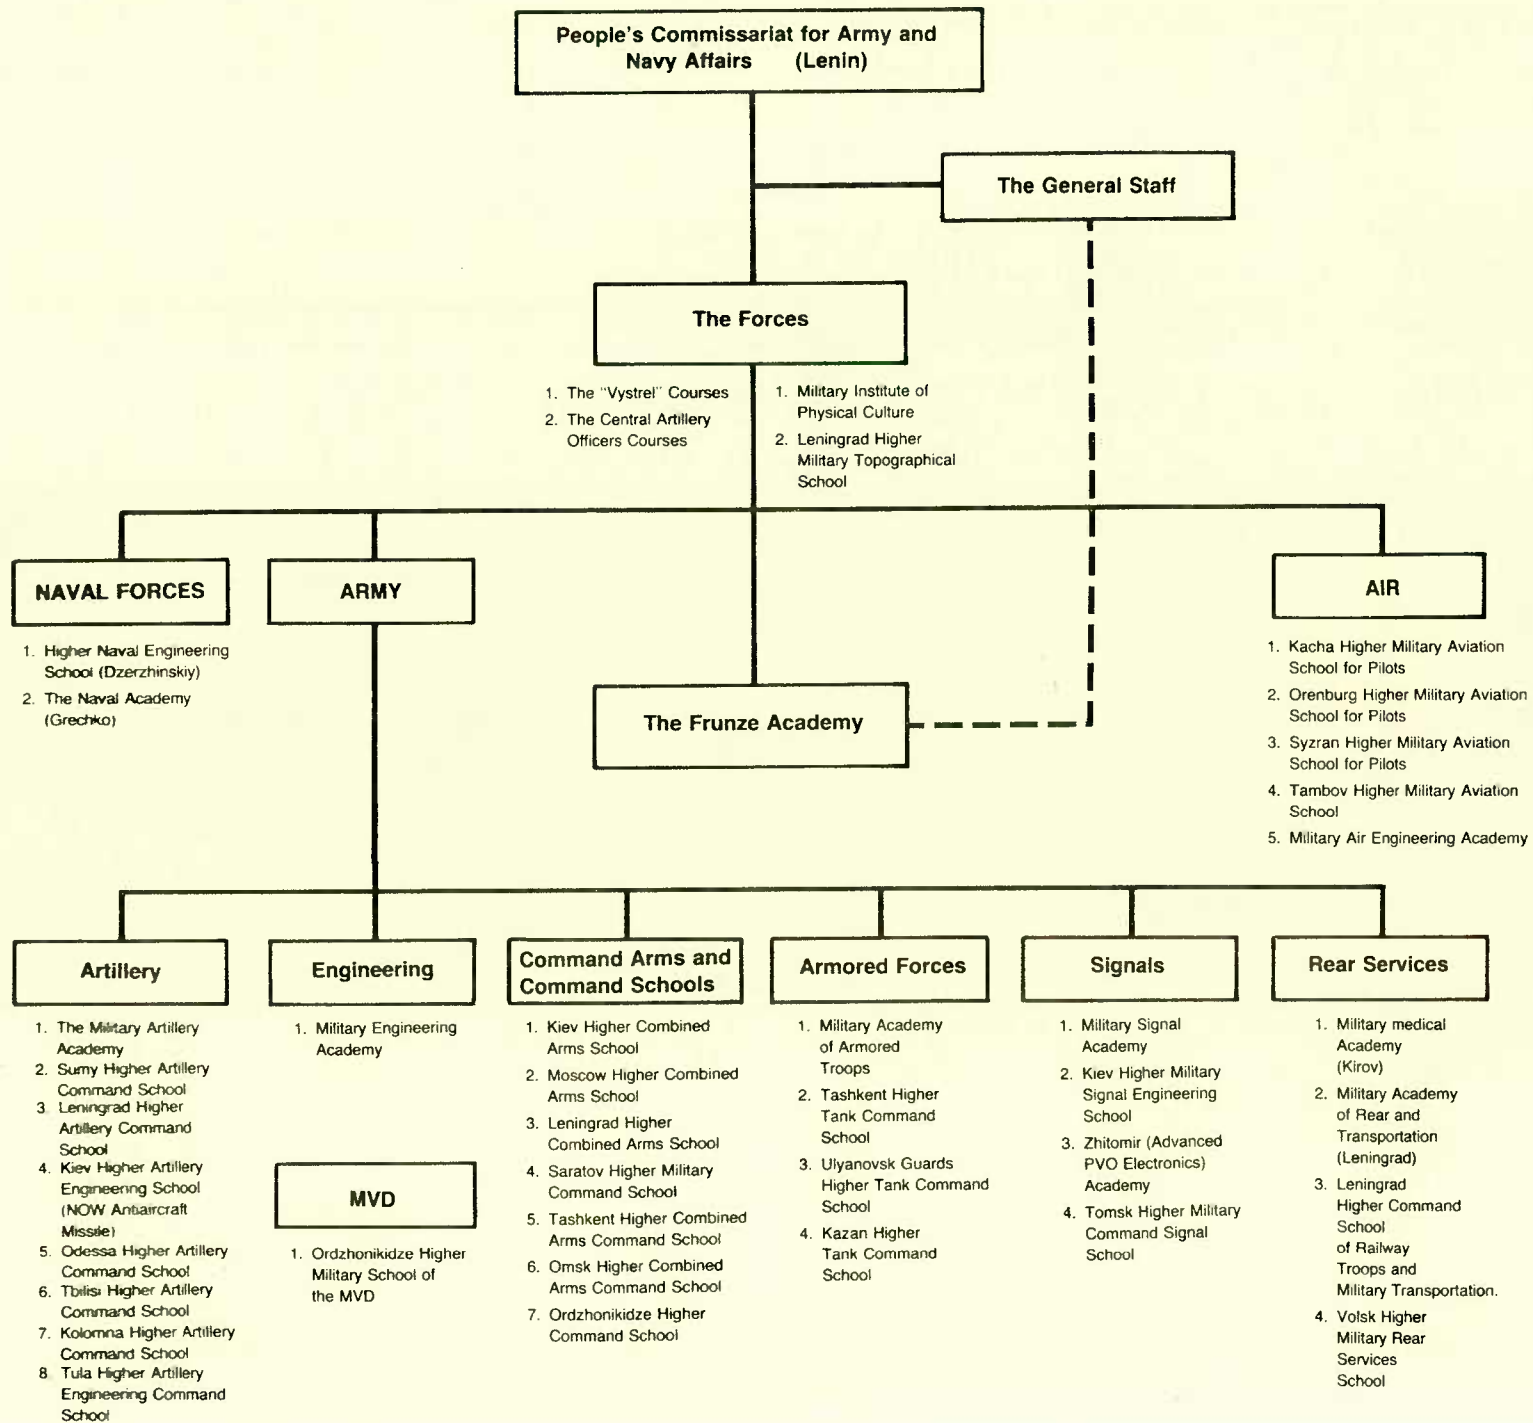 People's Commissariat for Army and
Navy Affairs (Lenin)
The General Staff
The Forces
1. The "Vystrel" Courses
2. The Central Artillery
Officers Courses
1. Military Institute of
Physical Culture
2. Leningrad Higher
Military Topographical
School
NAVAL FORCES
1. Higher Naval Engineering
School (Dzerzhinskiy)
2. The Naval Academy
(Grechko)
ARMY
The Frunze Academy
AIR
1. Kacha Higher Military Aviation
School for Pilots
2. Orenburg Higher Military Aviation
School for Pilots
3. Syzran Higher Military Aviation
School for Pilots
4. Tambov Higher Military Aviation
School
5. Military Air Engineering Academy
Artillery
1. The Military Artillery
Academy
2. Sumy Higher Artillery
Command School
3. Leningrad Higher
Artillery Command
School
4. Kiev Higher Artillery
Engineering School
(NOW Antiaircraft
Missile)
5. Odessa Higher Artillery
Command School
6. Tbilisi Higher Artillery
Command School
7. Kolomna Higher Artillery
Command School
8. Tula Higher Artillery
Engineering Command
School
Engineering
1. Military Engineering
Academy
MVD
1. Ordzhonikidze Higher
Military School of
the MVD
Command Arms and
Command Schools
1. Kiev Higher Combined
Arms School
2. Moscow Higher Combined
Arms School
3. Leningrad Higher
Combined Arms School
4. Saratov Higher Military
Command School
5. Tashkent Higher Combined
Arms Command School
6. Omsk Higher Combined
Arms Command School
7. Ordzhonikidze Higher
Command School
Armored Forces
1. Military Academy
of Armored
Troops
2. Tashkent Higher
Tank Command
School
3. Ulyanovsk Guards
Higher Tank Command
School
4. Kazan Higher
Tank Command
School
Signals
1. Military Signal
Academy
2. Kiev Higher Military
Signal Engineering
School
3. Zhitomir (Advanced
PVO Electronics)
Academy
4. Tomsk Higher Military
Command Signal
School
Rear Services
1. Military medical
Academy
(Kirov)
2. Military Academy
of Rear and
Transportation
(Leningrad)
3. Leningrad
Higher Command
School
of Railway
Troops and
Military Transportation.
4. Volsk Higher
Military Rear
Services
School